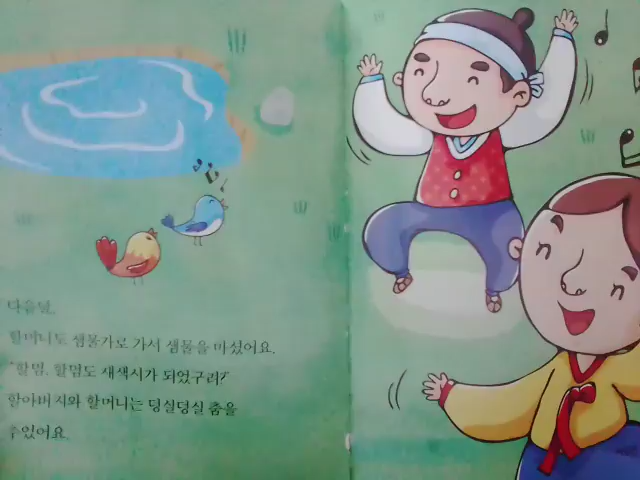 다음날,
할머니도 샘물가로 가서 샘물을 마셨어요.
"할멈, 할멈도 새색시가 되었구려!"
할아버지와 할머니는 덩실덩실 춤을
추었어요.